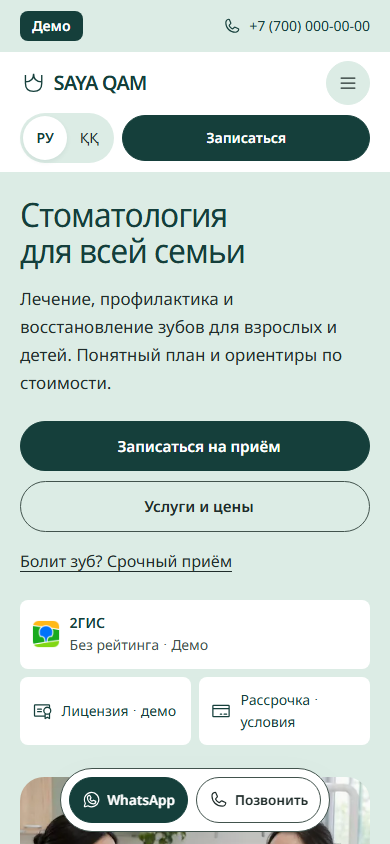 Демо
+7 (700) 000-00-00
SAYA QAM
РУ
ҚҚ
Записаться
Стоматология
для всей семьи
Лечение, профилактика и
восстановление зубов для взрослых и
детей. Понятный план и ориентиры по
стоимости.
Записаться на приём
Услуги и цены
Болит зуб? Срочный приём
2ГИС
Без рейтинга · Демо
Лицензия · демо
Рассрочка ·
условия
WhatsApp
Позвонить